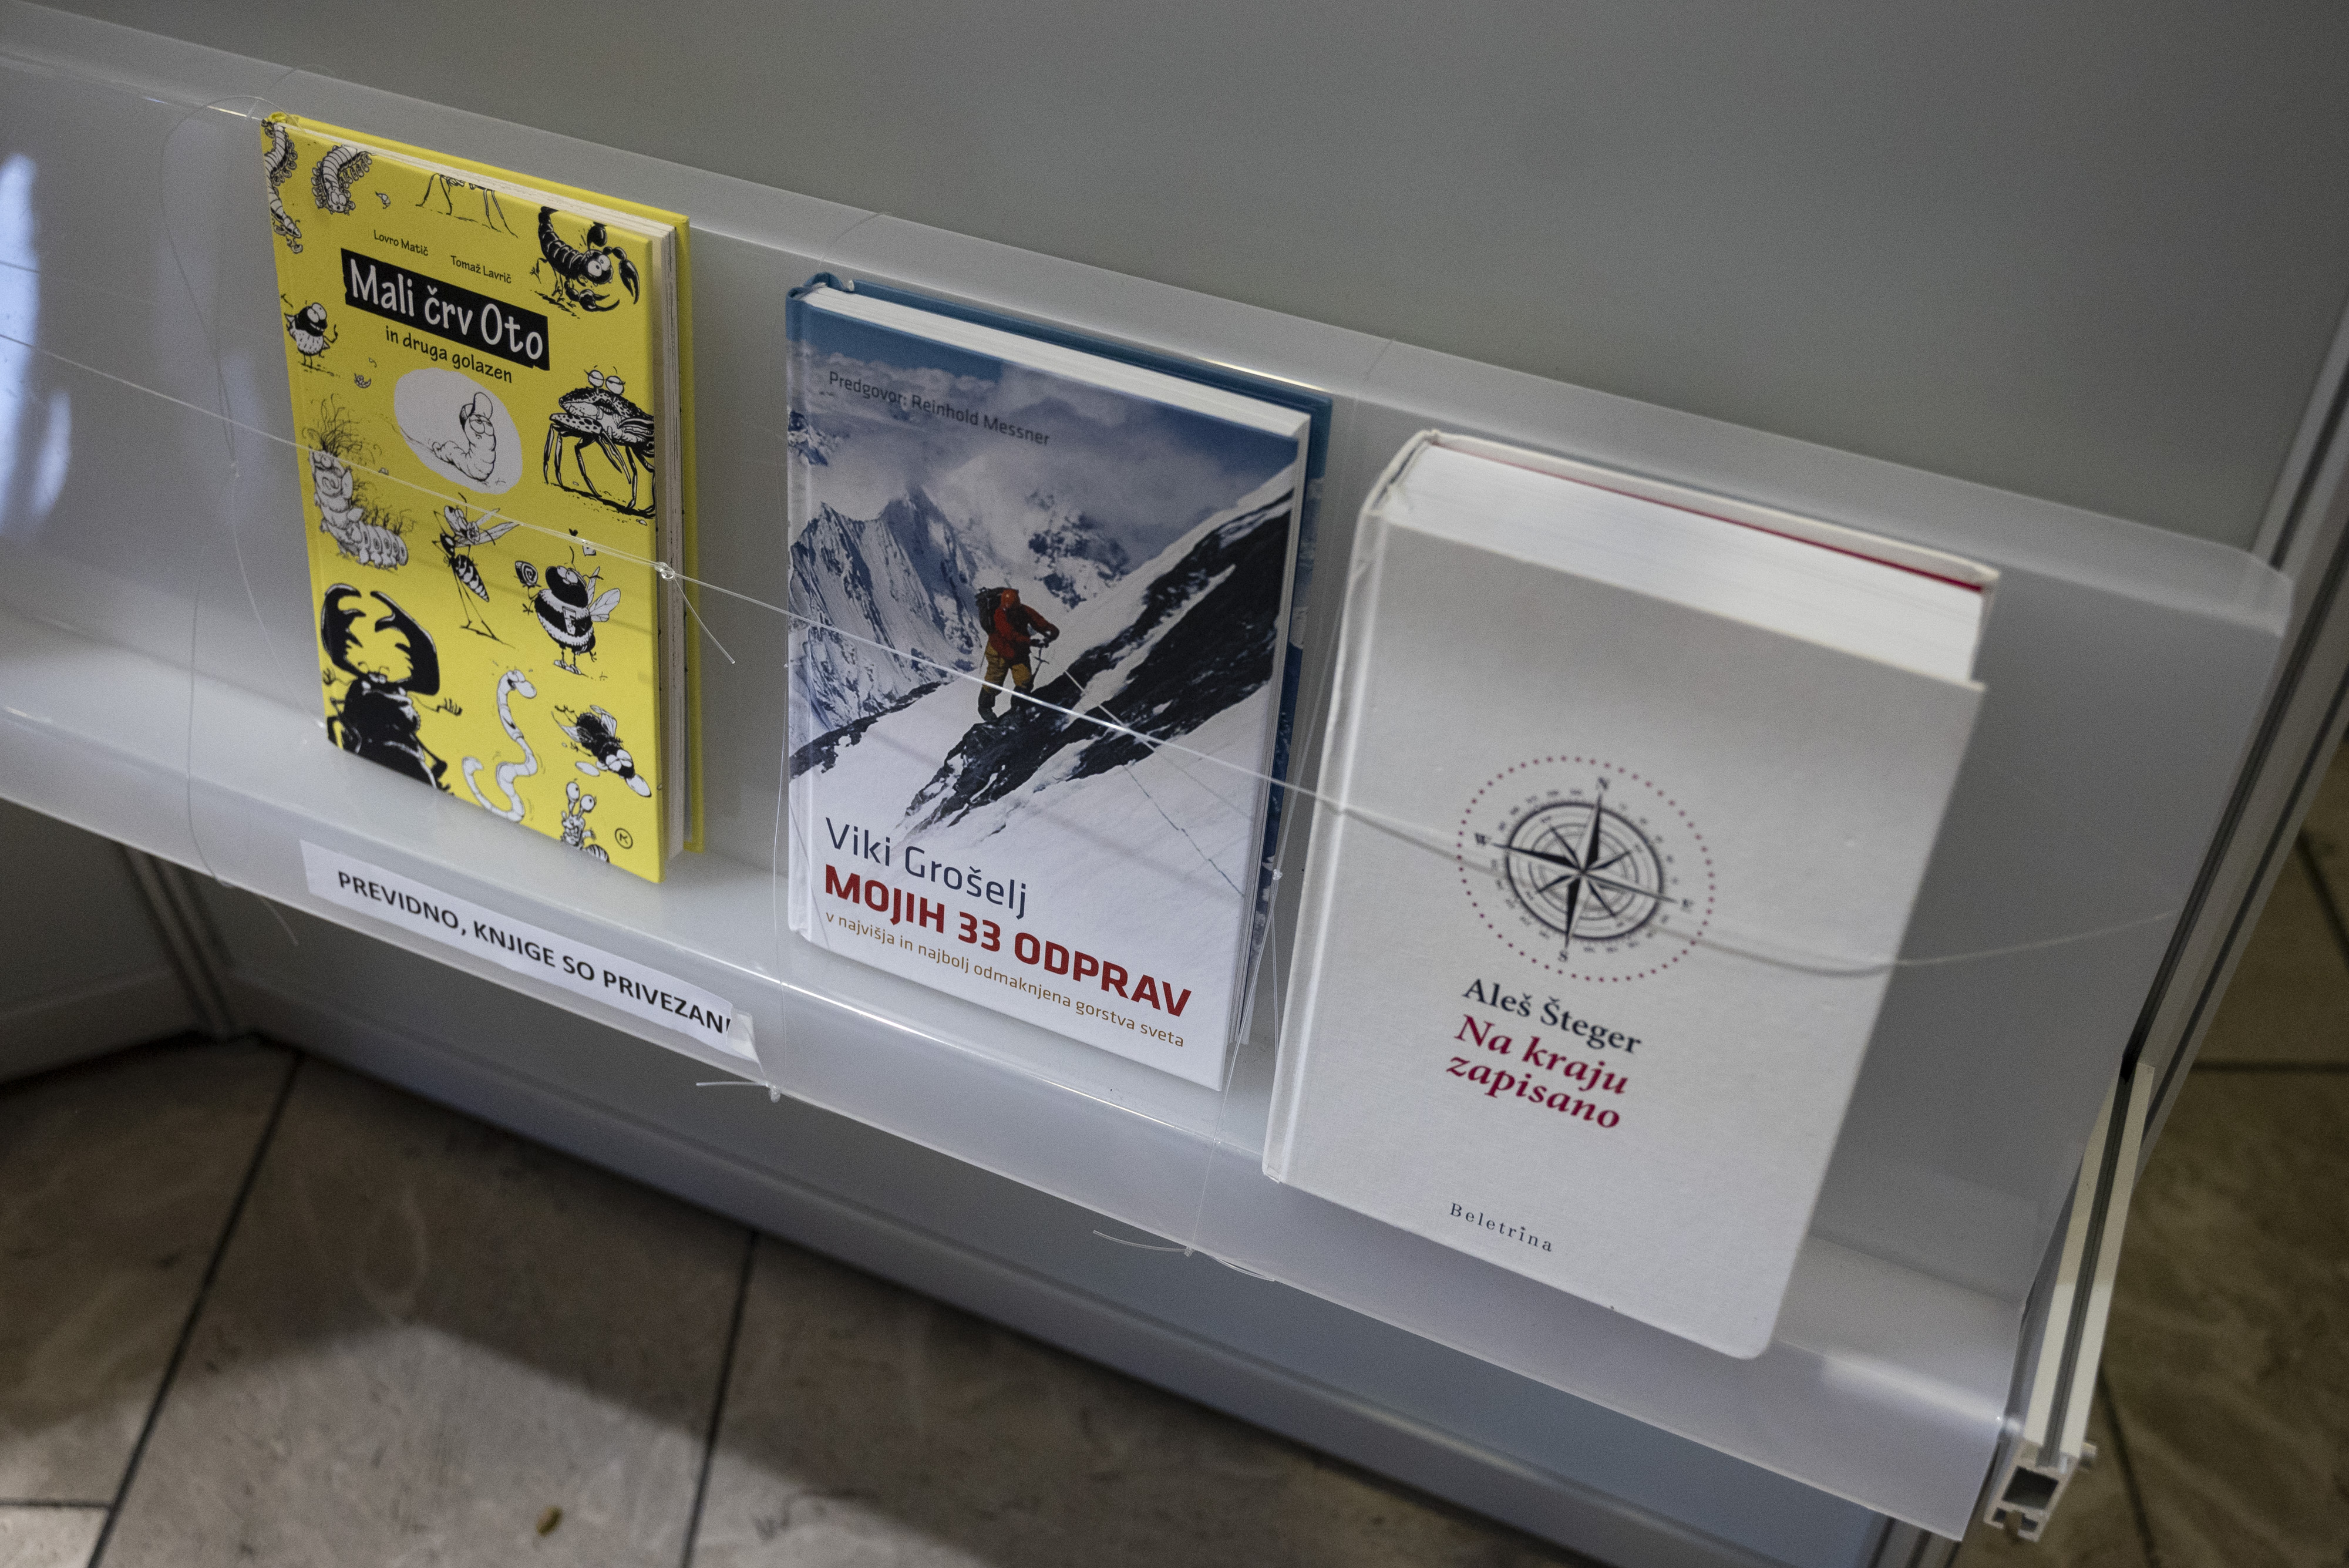 Lovro Matič
Tomaž Lavrič
Mali črv Oto
in druga golazen
PREVIDNO, KNJIGE SO PRIVEZANE
Predgovor: Reinhold Messner
Viki Grošelj
MOJIH 33 ODPRAV
v najvišja in najbolj odmaknjena gorstva sveta
N
W
E
S
Aleš Šteger
Na kraju
zapisano
Beletrina